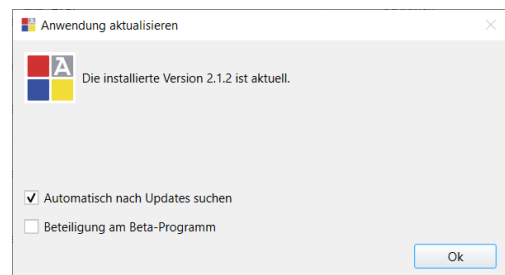 Anwendung aktualisieren
A
Die installierte Version 2.1.2 ist aktuell.
Automatisch nach Updates suchen
Beteiligung am Beta-Programm
Ok